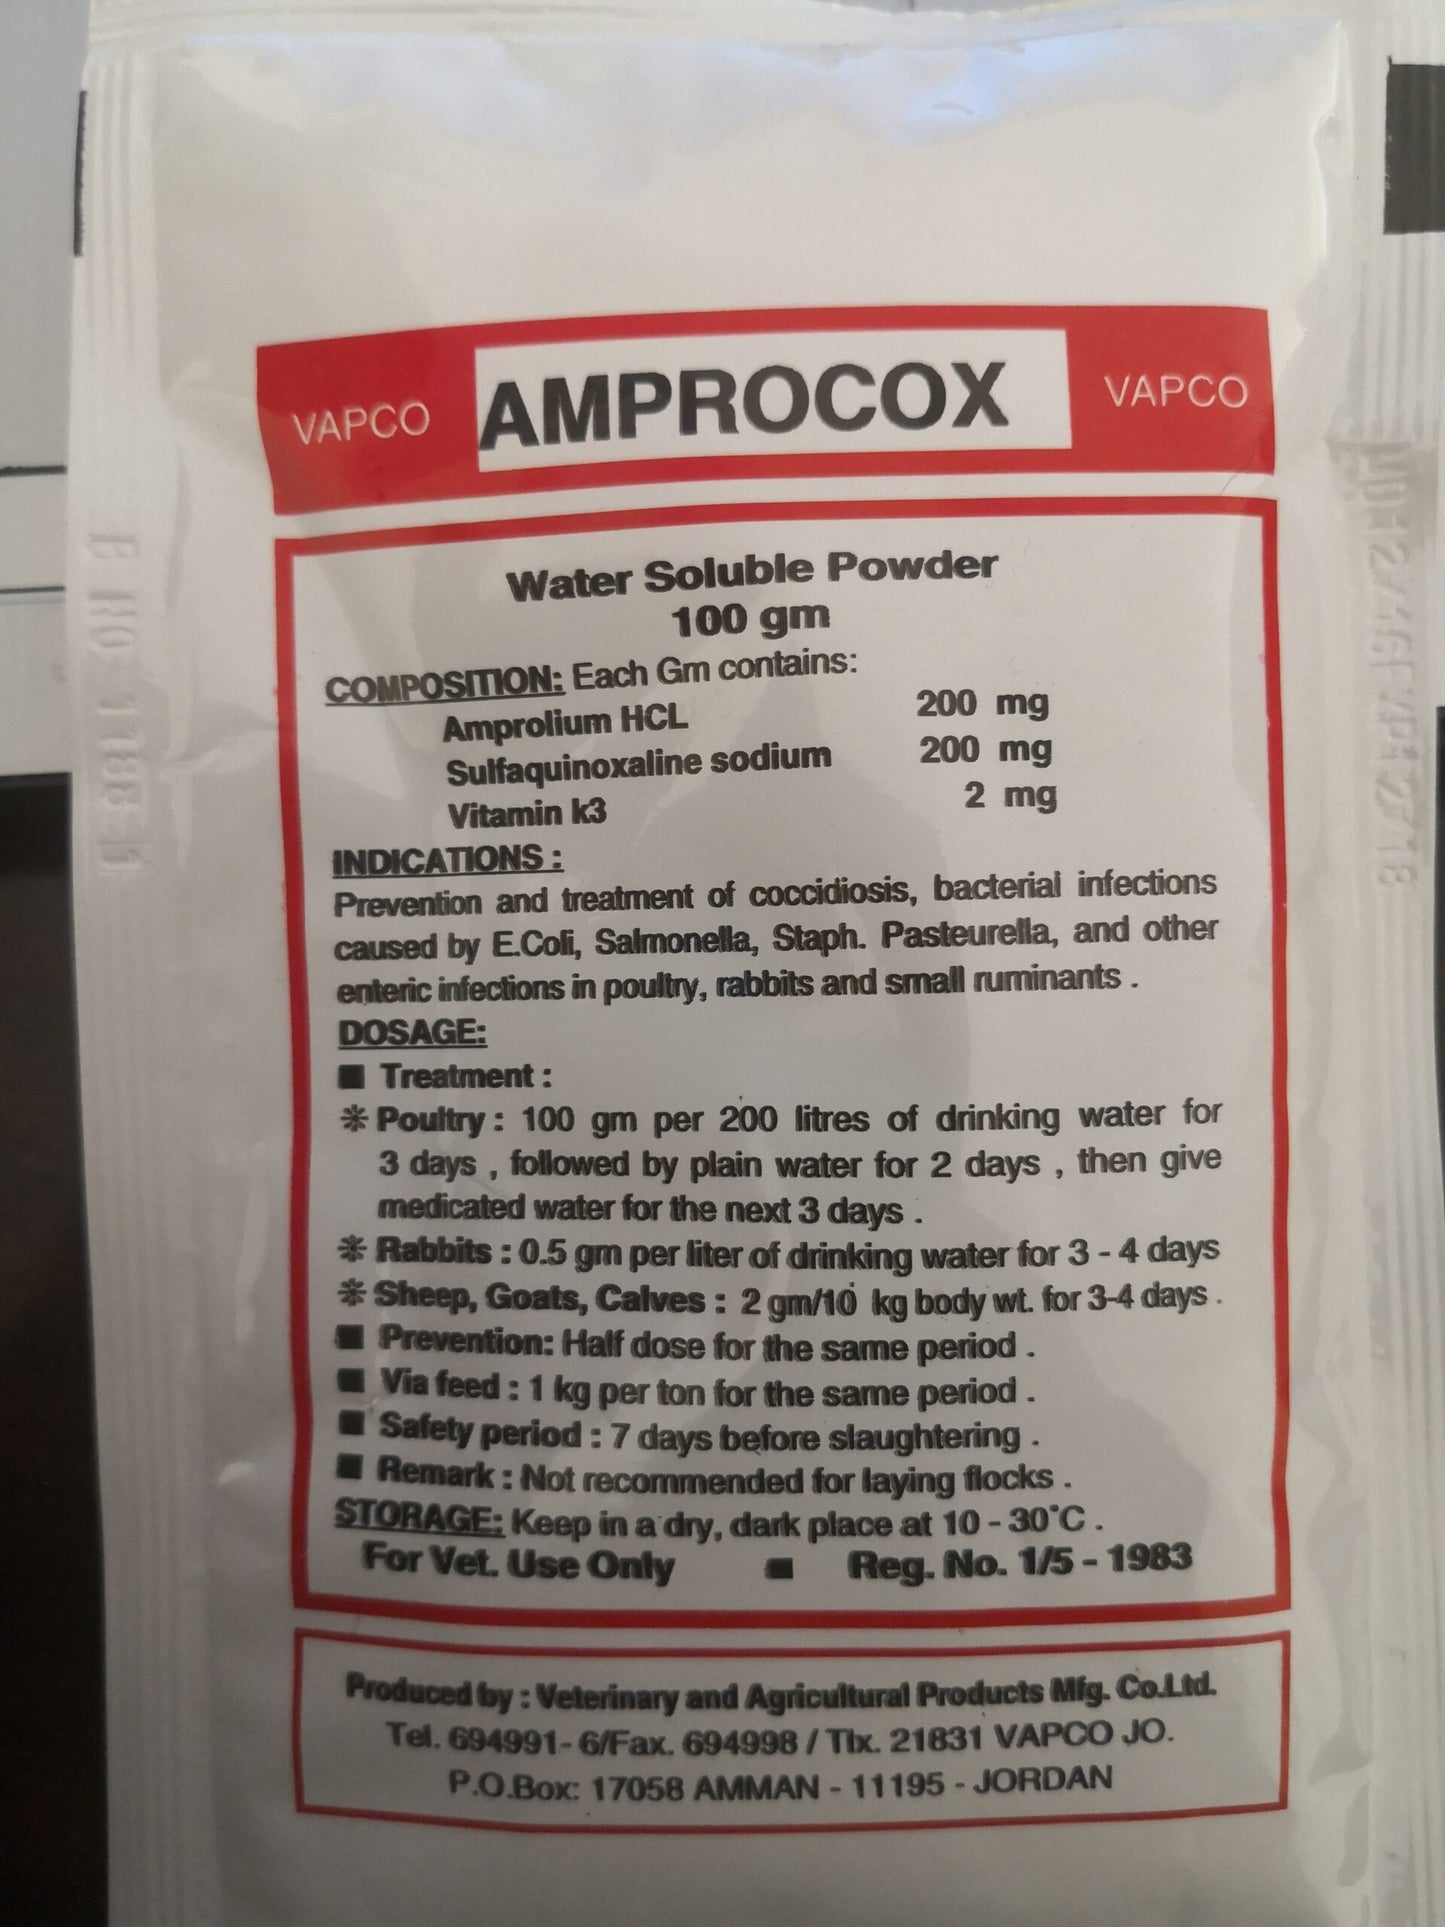 VAPCO AMPROCOX VAPCO
Water Soluble Powder
100 gm
COMPOSITION: Each Gm contains:
Amprolium HCL 200 mg
Sulfaquinoxaline sodium 200 mg
Vitamin k3 2 mg
INDICATIONS :
Prevention and treatment of coccidiosis, bacterial infections
caused by E.Coli, Salmonella, Staph. Pasteurella, and other
enteric infections in poultry, rabbits and small ruminants .
DOSAGE:
■ Treatment :
* Poultry : 100 gm per 200 litres of drinking water for
3 days , followed by plain water for 2 days , then give
medicated water for the next 3 days .
* Rabbits : 0.5 gm per liter of drinking water for 3 - 4 days
* Sheep, Goats, Calves : 2 gm/10 kg body wt. for 3-4 days .
■ Prevention: Half dose for the same period .
■ Via feed : 1 kg per ton for the same period .
■ Safety period : 7 days before slaughtering .
■ Remark : Not recommended for laying flocks .
STORAGE: Keep in a dry, dark place at 10 - 30°C .
For Vet. Use Only ■ Reg. No. 1/5 - 1983
Produced by : Veterinary and Agricultural Products Mfg. Co.Ltd.
Tel. 694991- 6/Fax. 694998 / Tlx. 21831 VAPCO JO.
P.O.Box: 17058 AMMAN - 11195 - JORDAN